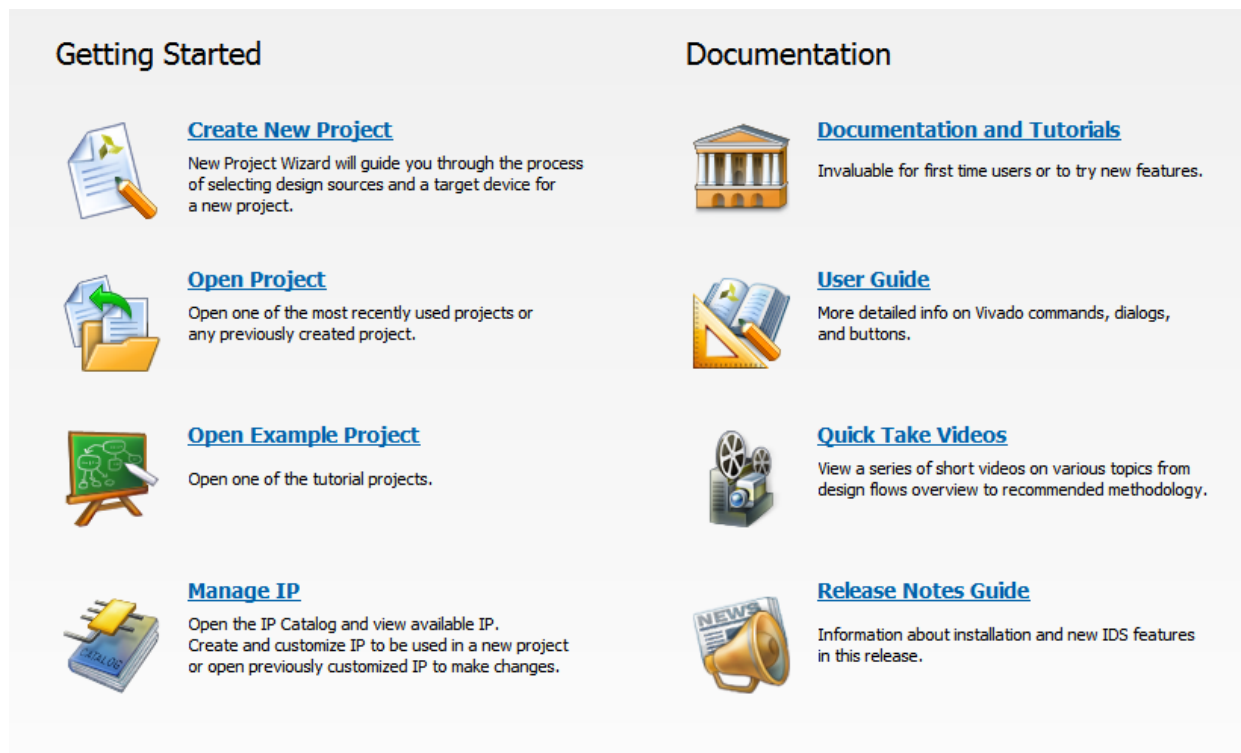 Getting Started
Create New Project
New Project Wizard will guide you through the process
of selecting design sources and a target device for
a new project.
Open Project
Open one of the most recently used projects or
any previously created project.
Open Example Project
Open one of the tutorial projects.
Manage IP
CATALOG
Open the IP Catalog and view available IP.
Create and customize IP to be used in a new project
or open previously customized IP to make changes.
Documentation
Documentation and Tutorials
Invaluable for first time users or to try new features.
User Guide
More detailed info on Vivado commands, dialogs,
and buttons.
Quick Take Videos
View a series of short videos on various topics from
design flows overview to recommended methodology.
Release Notes Guide
NEWS
Information about installation and new IDS features
in this release.